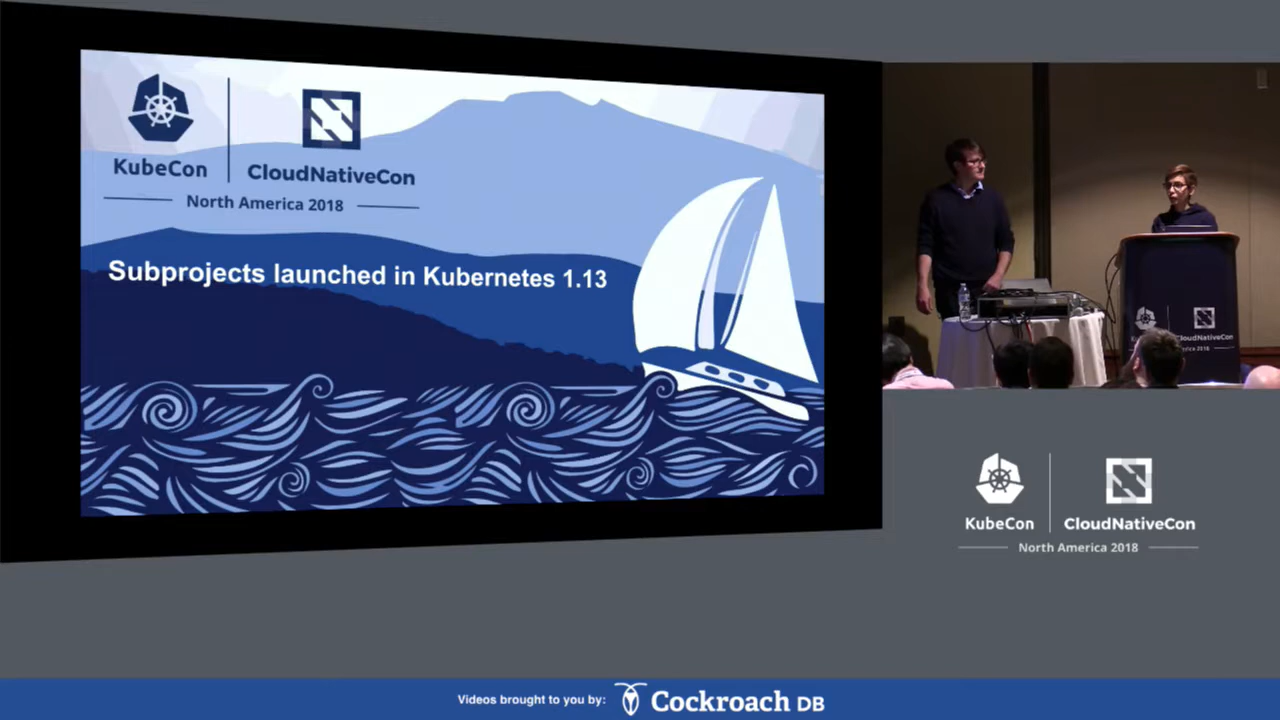 KubeCon
CloudNativeCon
North America 2018
Subprojects launched in Kubernetes 1.13
CloudNativeCon
KubeCon
CloudNativeCon
North America 2018
Videos brought to you by: Cockroach DB